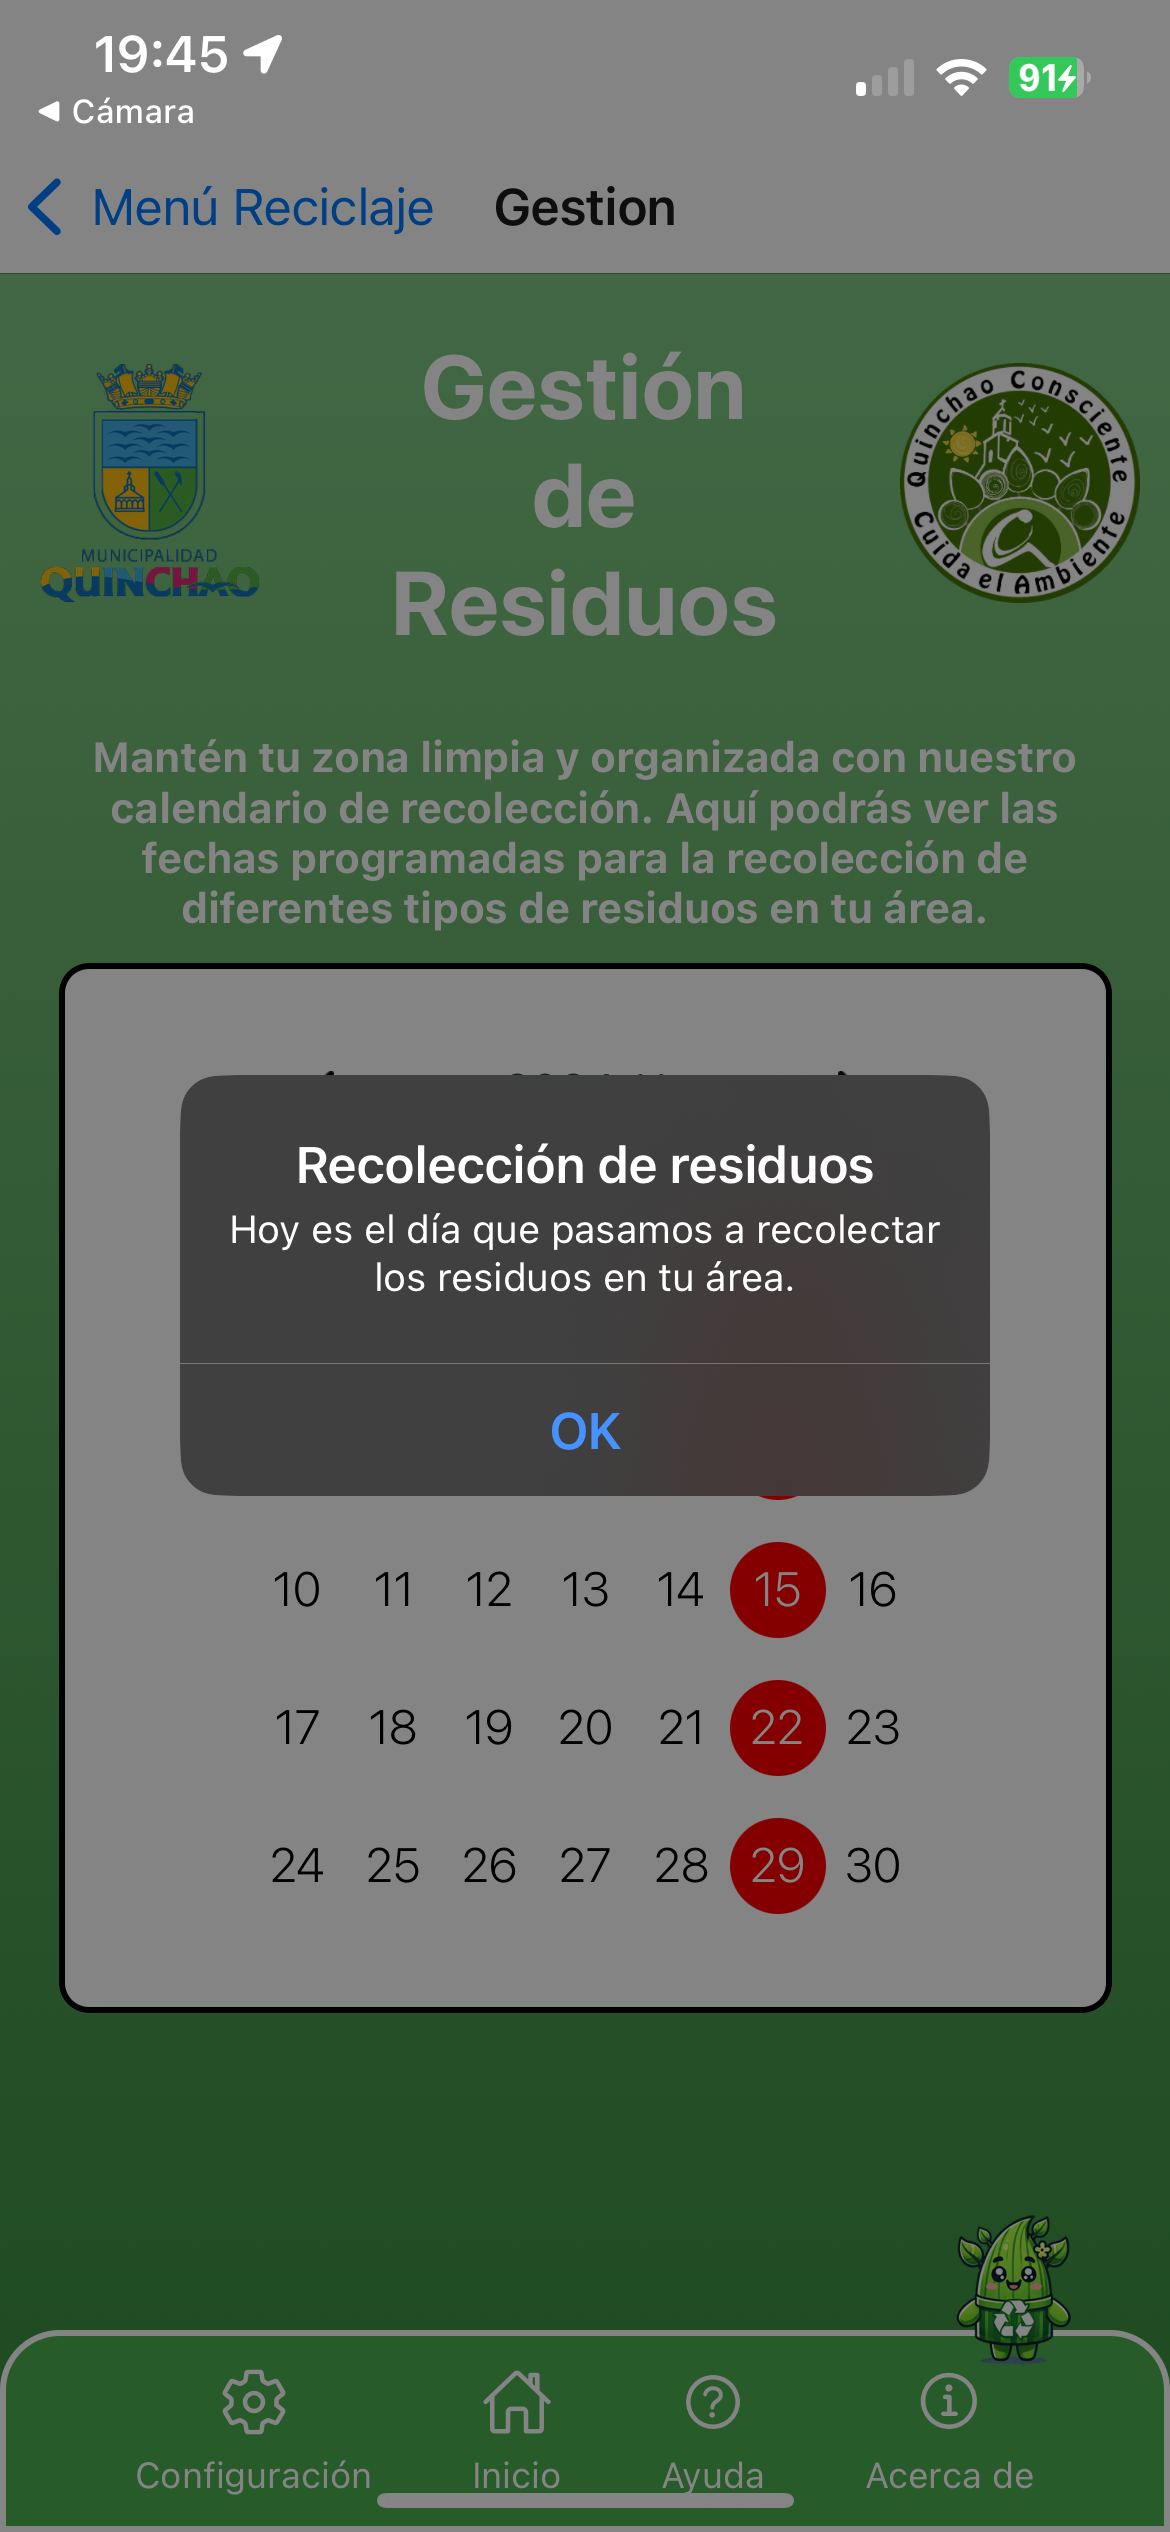 19:45
Cámara
91
Menú Reciclaje
Gestion
Gestión
de
Residuos
MUNICIPALIDAD
QUINCHAO
Quinchao Consciente
Cuida el Ambiente
Mantén tu zona limpia y organizada con nuestro
calendario de recolección. Aquí podrás ver las
fechas programadas para la recolección de
diferentes tipos de residuos en tu área.
Recolección de residuos
Hoy es el día que pasamos a recolectar
los residuos en tu área.
OK
10 11 12 13 14 15 16
17 18 19 20 21 22 23
24 25 26 27 28 29 30
Configuración Inicio Ayuda Acerca de